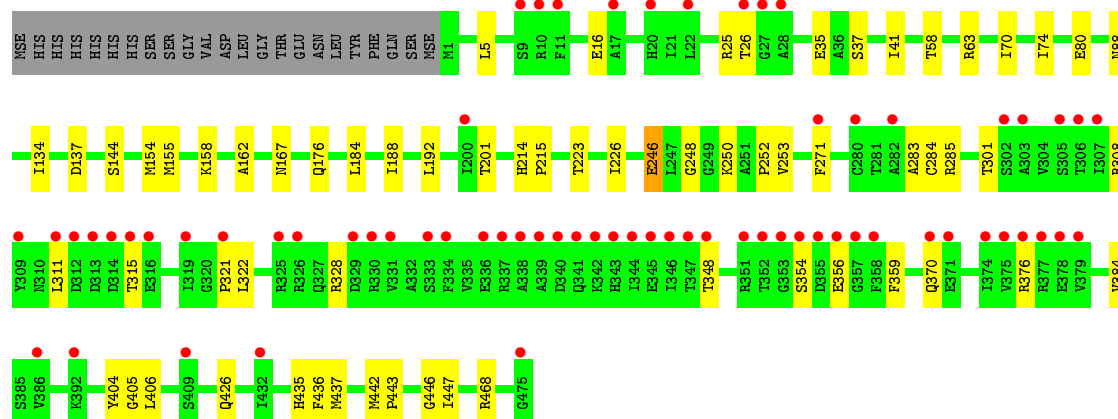 MSE HIS HIS HIS HIS HIS HIS SER SER GLY VAL ASP LEU GLY THR GLU ASN LEU TYR PHE GLN SER MSE M1 L5 S9 R10 F11 E16 A17 H20 I21 L22 R25 T26 G27 A28 E35 A36 S37 I41 T58 R63 I70 I74 E80
I134 D137 S144 M154 M155 K158 A162 N167 Q176 L184 I188 L192 I200 T201 H214 P215 T223 I226 E246 L247 G248 G249 K250 A251 P252 V253 F271 C280 T281 A282 A283 C284 R285 T301 S302 A303 V304 S305 T306 I307 R308
Y309 N310 L311 D312 D313 D314 T315 E316 I319 G320 P321 L322 R325 R326 Q327 R328 D329 R330 V331 A332 S333 F334 V335 E336 R337 A338 A339 D340 Q341 K342 H343 I344 E345 I346 T347 T348 R351 T352 G353 S354 D355 E356 G357 F358 F359 Q370 E371 I374 V375 R376 R377 E378 V379
S385 V386 K392 Y404 G405 L406 S409 Q426 I432 H435 F436 M437 M442 P443 G446 I447 R468 G475